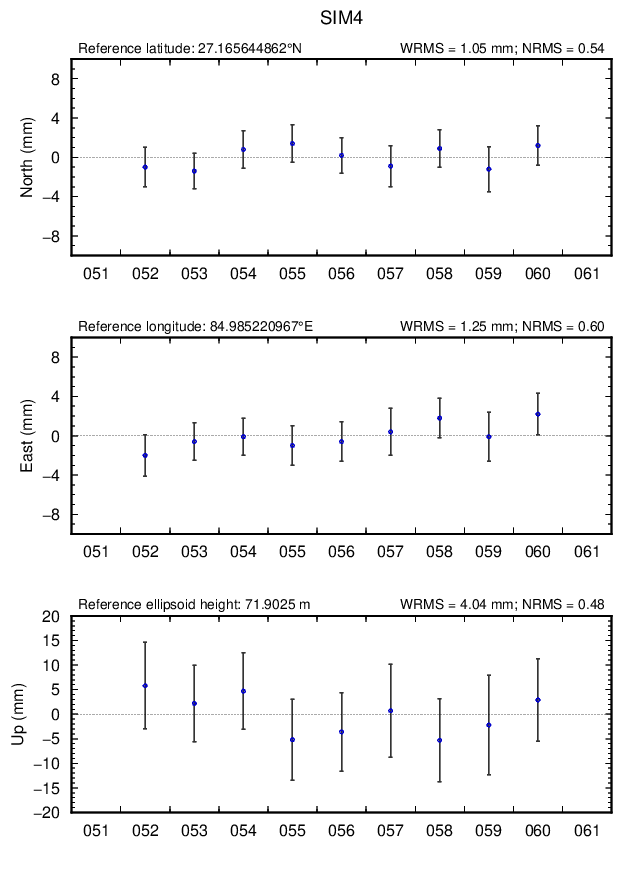 SIM4
Reference latitude: 27.165644862°N WRMS = 1.05 mm; NRMS = 0.54
North (mm)
8
4
0
−4
−8
051 052 053 054 055 056 057 058 059 060 061
Reference longitude: 84.985220967°E WRMS = 1.25 mm; NRMS = 0.60
East (mm)
8
4
0
−4
−8
051 052 053 054 055 056 057 058 059 060 061
Reference ellipsoid height: 71.9025 m WRMS = 4.04 mm; NRMS = 0.48
Up (mm)
20
15
10
5
0
−5
−10
−15
−20
051 052 053 054 055 056 057 058 059 060 061